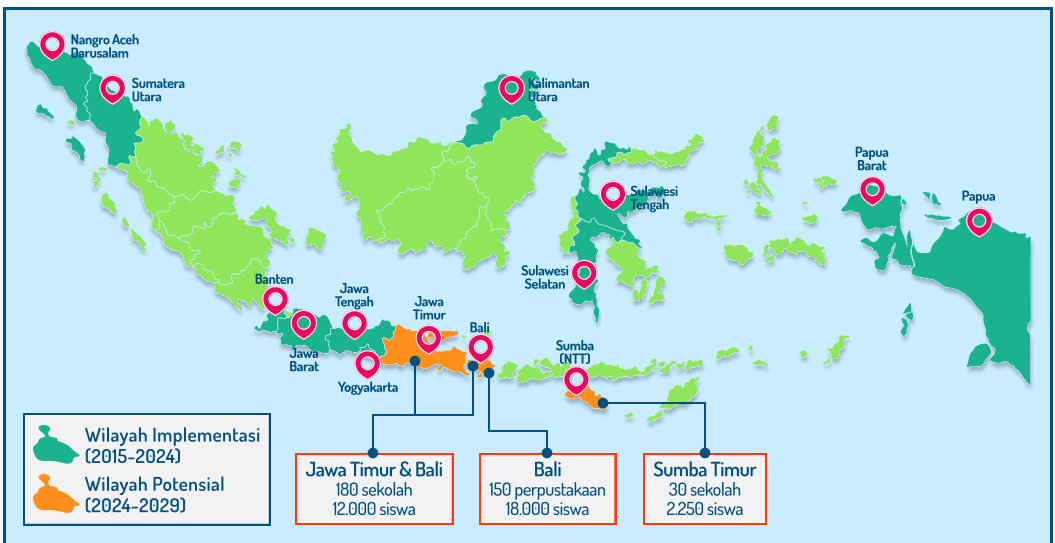 Nangro Aceh
Darusalam
Sumatera
Utara
Kalimantan
Utara
Sulawesi
Tengah
Papua
Barat
Papua
Sulawesi
Selatan
Banten
Jawa
Tengah
Jawa
Timur
Bali
Jawa
Barat
Yogyakarta
Sumba
(NTT)
Wilayah Implementasi
(2015-2024)
Wilayah Potensial
(2024-2029)
Jawa Timur & Bali
180 sekolah
12.000 siswa
Bali
150 perpustakaan
18.000 siswa
Sumba Timur
30 sekolah
2.250 siswa